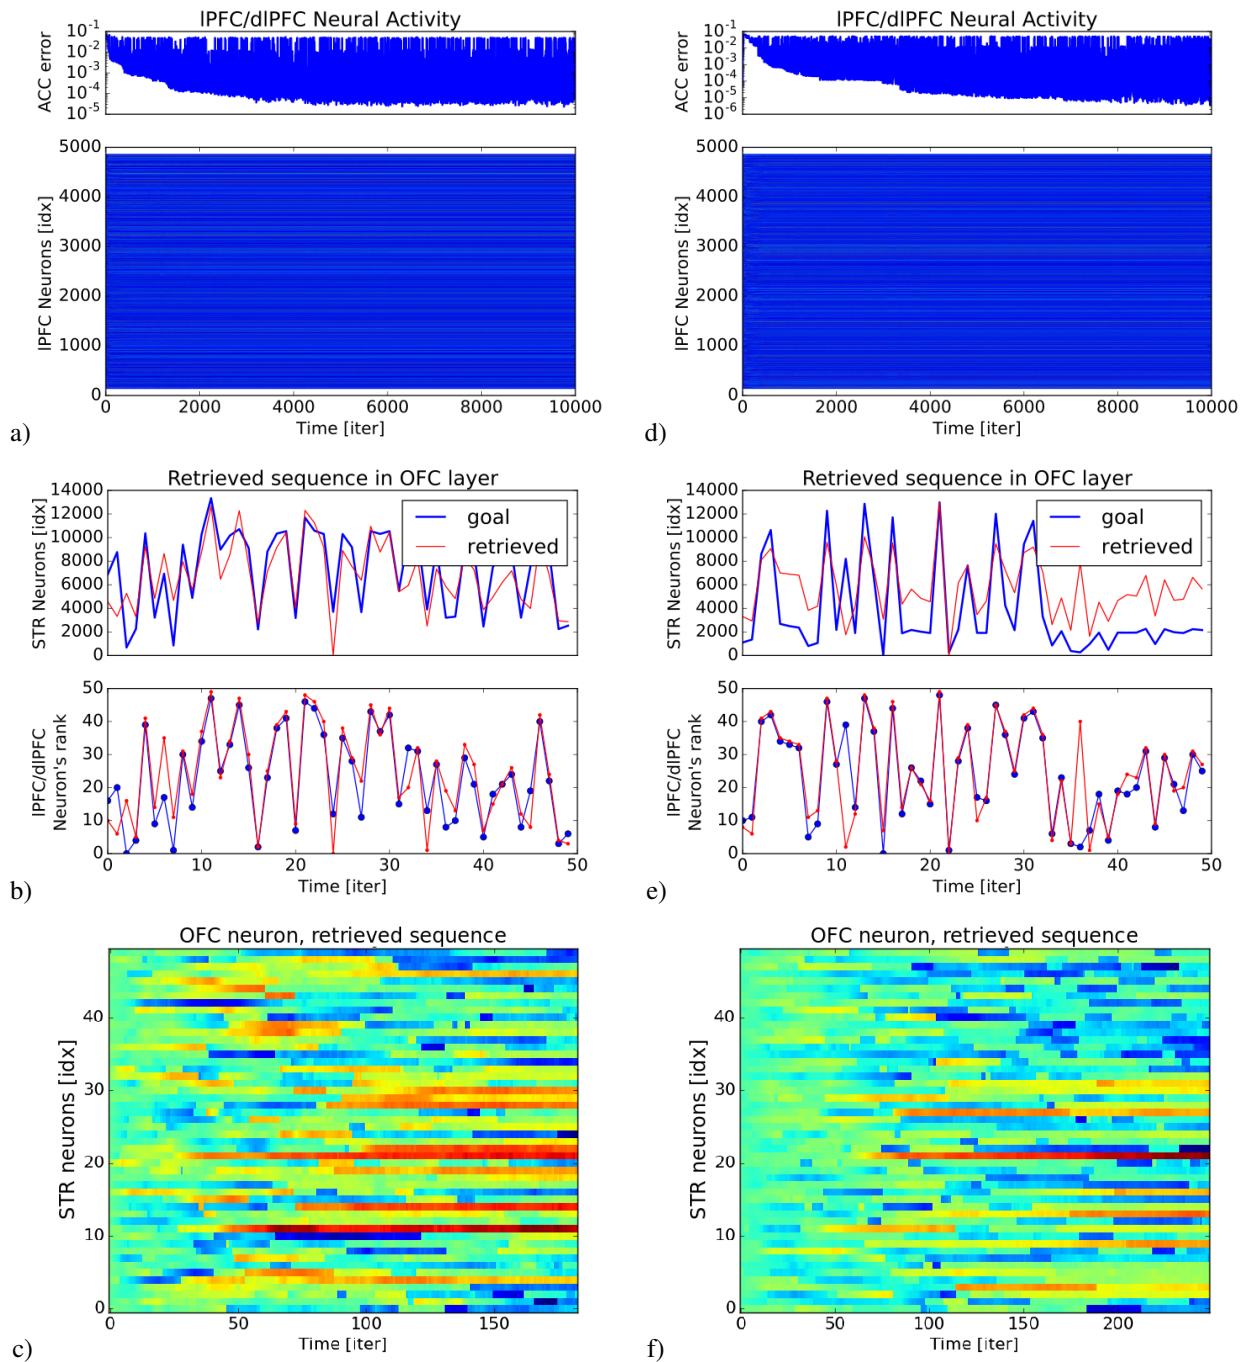 lPFC/dlPFC Neural Activity
ACC error
10⁻¹
10⁻²
10⁻³
10⁻⁴
10⁻⁵
lPFC Neurons [idx]
5000
4000
3000
2000
1000
0
0 2000 4000 6000 8000 10000
Time [iter]
a)
lPFC/dlPFC Neural Activity
ACC error
10⁻¹
10⁻²
10⁻³
10⁻⁴
10⁻⁵
10⁻⁶
lPFC Neurons [idx]
5000
4000
3000
2000
1000
0
0 2000 4000 6000 8000 10000
Time [iter]
d)
Retrieved sequence in OFC layer
STR Neurons [idx]
14000
12000
10000
8000
6000
4000
2000
0
goal
retrieved
lPFC/dlPFC
Neuron's rank
50
40
30
20
10
0
0 10 20 30 40 50
Time [iter]
b)
Retrieved sequence in OFC layer
STR Neurons [idx]
14000
12000
10000
8000
6000
4000
2000
0
goal
retrieved
lPFC/dlPFC
Neuron's rank
50
40
30
20
10
0
0 10 20 30 40 50
Time [iter]
e)
OFC neuron, retrieved sequence
STR neurons [idx]
40
30
20
10
0
0 50 100 150
Time [iter]
c)
OFC neuron, retrieved sequence
STR neurons [idx]
40
30
20
10
0
0 50 100 150 200
Time [iter]
f)